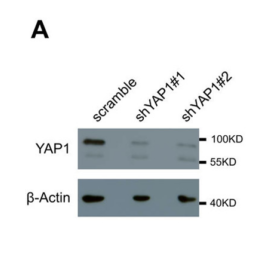 A
scramble
shYAP1#1
shYAP1#2
YAP1
100KD
55KD
β-Actin
40KD